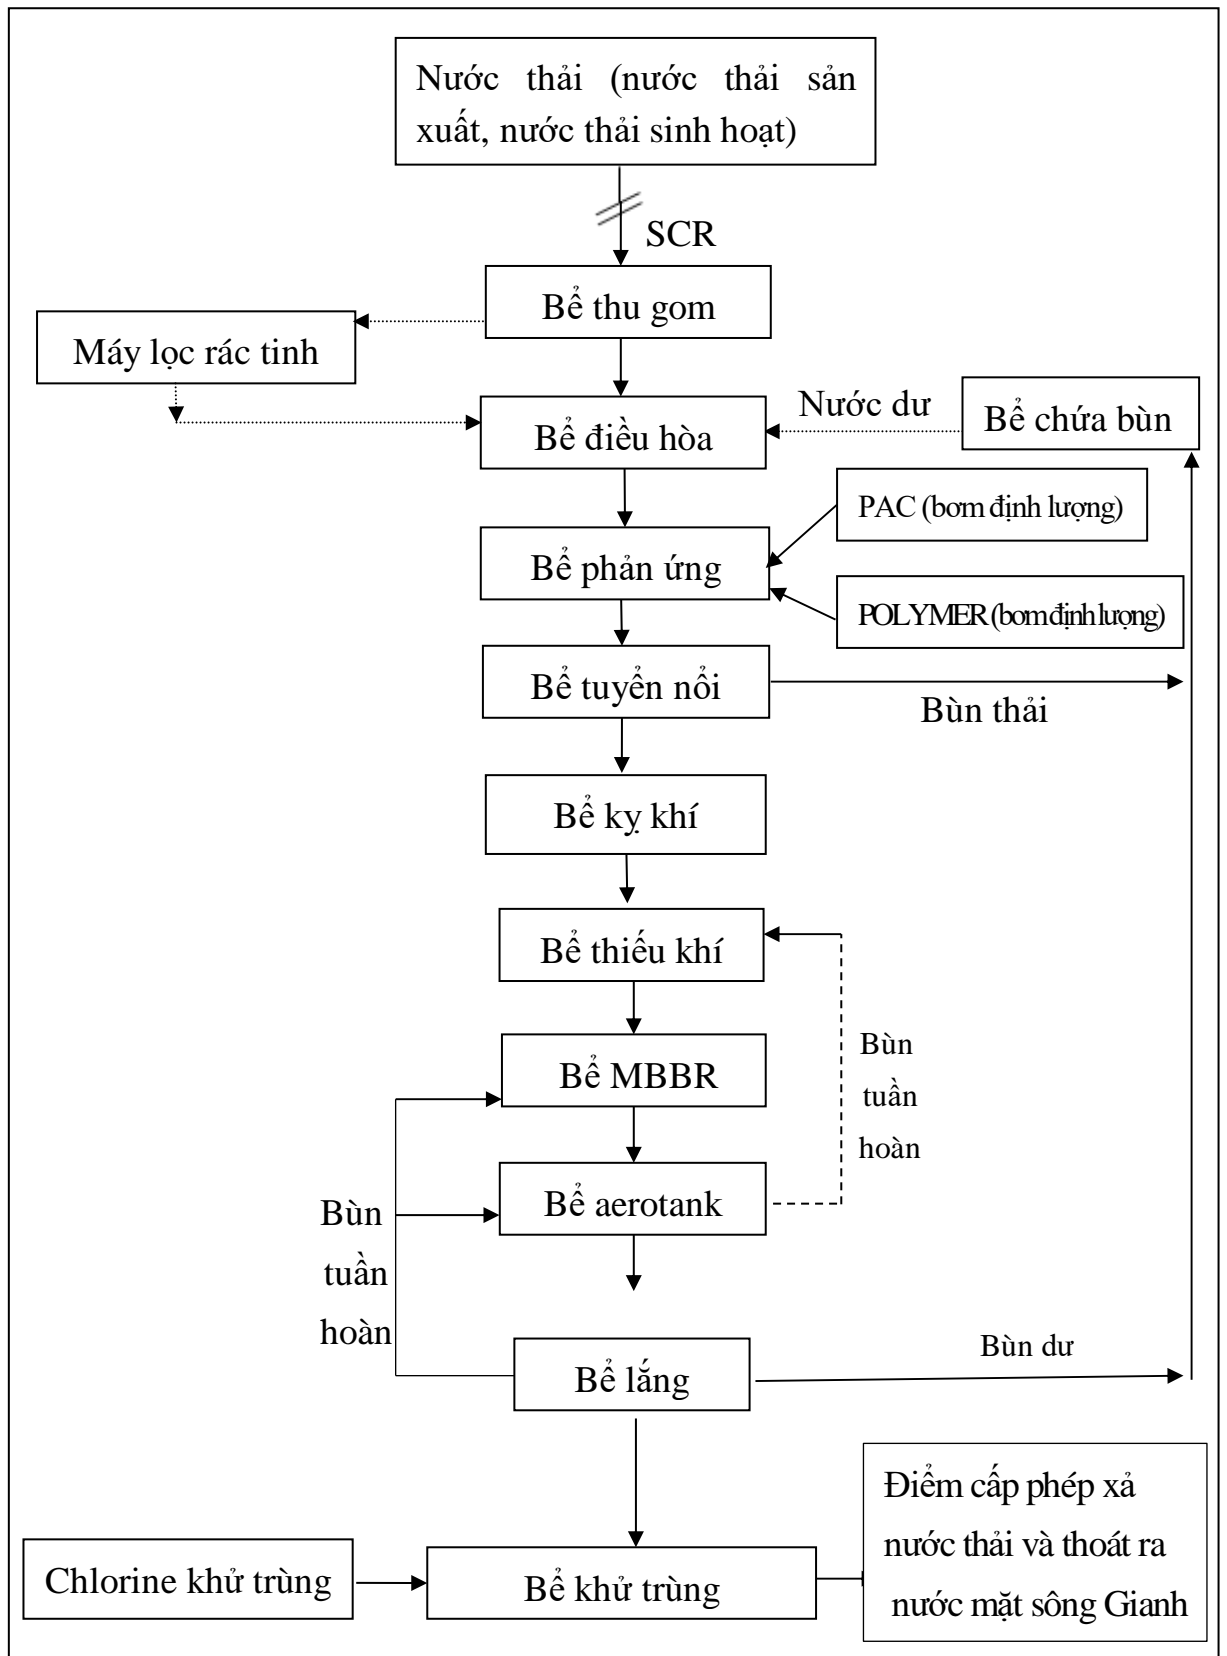 Nước thải (nước thải sản
xuất, nước thải sinh hoạt)
SCR
Bể thu gom
Máy lọc rác tinh
Nước dư
Bể chứa bùn
Bể điều hòa
PAC (bơm định lượng)
Bể phản ứng
POLYMER (bơm định lượng)
Bể tuyển nổi
Bùn thải
Bể kỵ khí
Bể thiếu khí
Bùn
tuần
hoàn
Bể MBBR
Bể aerotank
Bùn
tuần
hoàn
Bể lắng
Bùn dư
Điểm cấp phép xả
nước thải và thoát ra
nước mặt sông Gianh
Chlorine khử trùng
Bể khử trùng